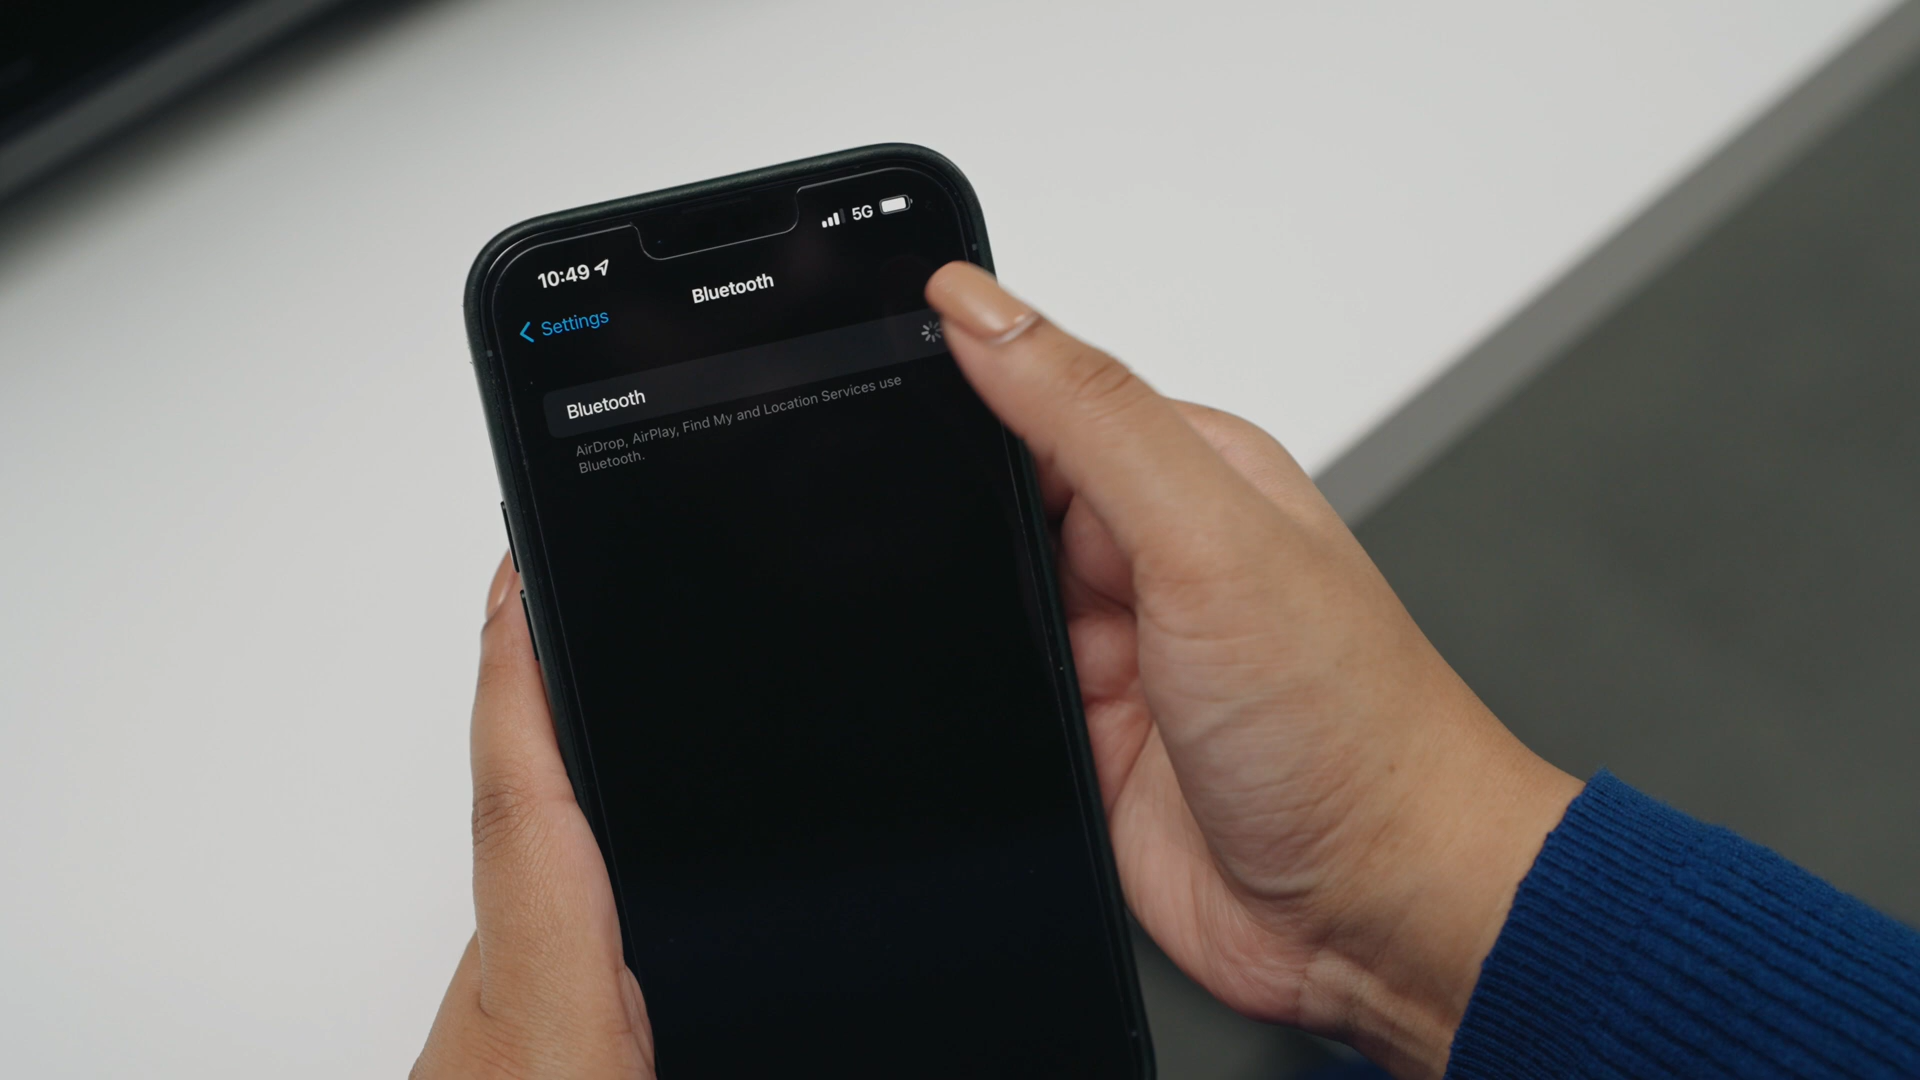 10:49
5G
Bluetooth
Settings
Bluetooth
AirDrop, AirPlay, Find My and Location Services use
Bluetooth.